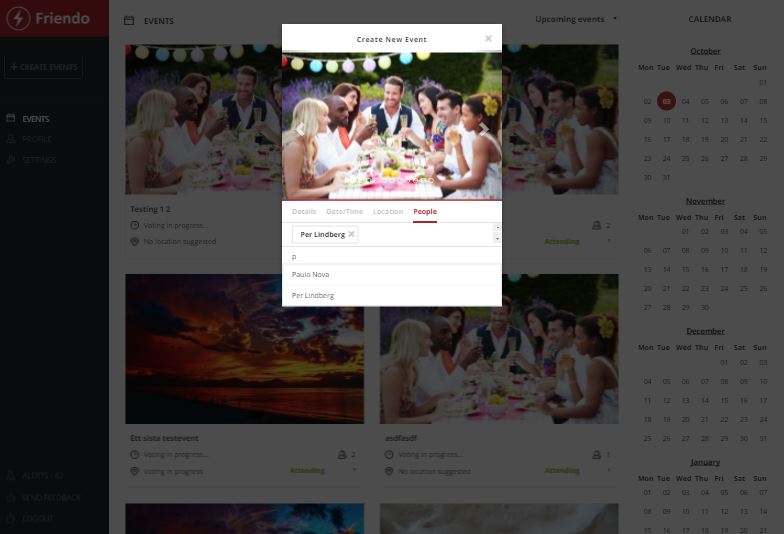 Friendo
+ CREATE EVENTS
EVENTS
PROFILE
SETTINGS
ALERTS
SEND FEEDBACK
LOGOUT
EVENTS
Upcoming events
Testing 1 2
Voting in progress...
No location suggested
2
Attending
Ett sista testevent
Voting in progress...
2
Voting in progress
Attending
asdfasdf
Voting in progress...
1
No location suggested
Attending
Create New Event
Details Date/Time Location People
Per Lindberg
p
Paulo Nova
Per Lindberg
CALENDAR
October
Mon Tue Wed Thu Fri Sat Sun
01
02 03 04 05 06 07 08
09 10 11 12 13 14 15
16 17 18 19 20 21 22
23 24 25 26 27 28 29
30 31
November
Mon Tue Wed Thu Fri Sat Sun
01 02 03 04 05
06 07 08 09 10 11 12
13 14 15 16 17 18 19
20 21 22 23 24 25 26
27 28 29 30
December
Mon Tue Wed Thu Fri Sat Sun
01 02 03
04 05 06 07 08 09 10
11 12 13 14 15 16 17
18 19 20 21 22 23 24
25 26 27 28 29 30 31
January
Mon Tue Wed Thu Fri Sat Sun
01 02 03 04 05 06 07
08 09 10 11 12 13 14
15 16 17 18 19 20 21